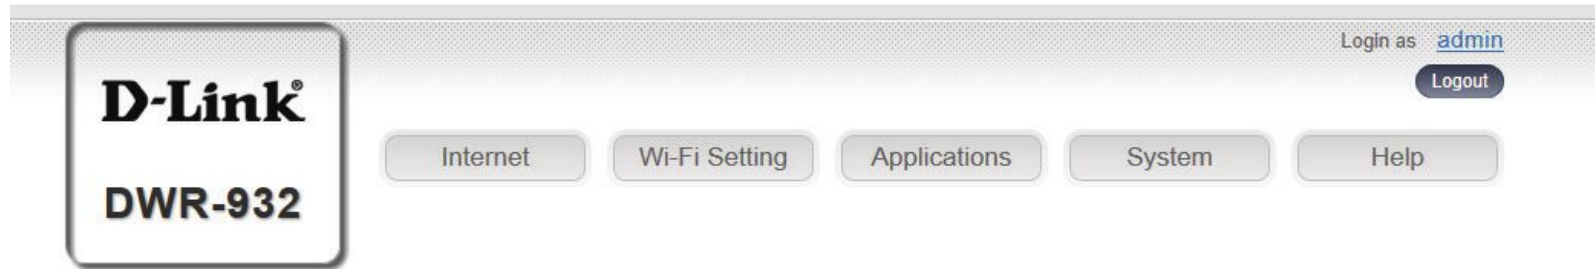 Login as admin
Logout
D-Link®
DWR-932
Internet Wi-Fi Setting Applications System Help